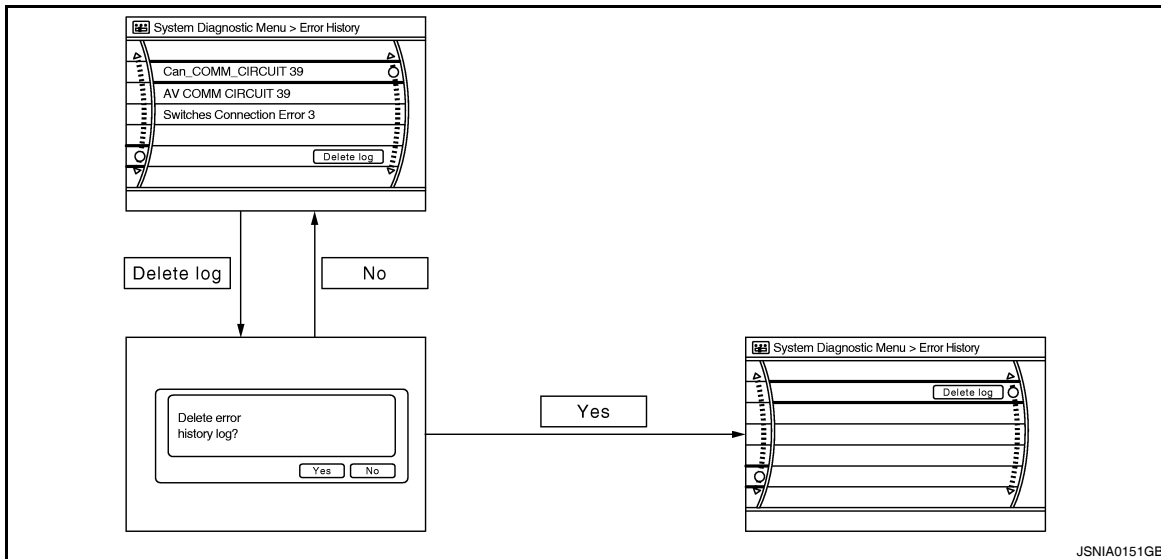 System Diagnostic Menu > Error History
Can_COMM_CIRCUIT 39
AV COMM CIRCUIT 39
Switches Connection Error 3
Delete log
Delete log
No
Delete error
history log?
Yes
No
Yes
System Diagnostic Menu > Error History
Delete log
JSNIA0151GB